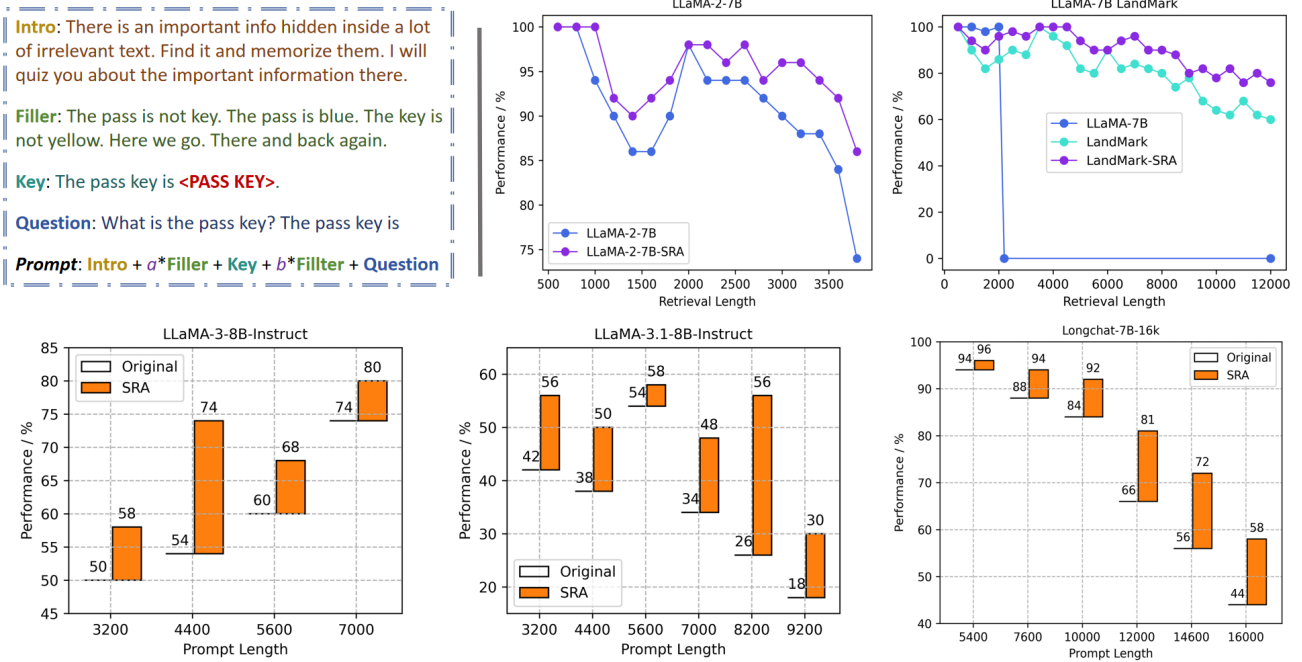 Intro: There is an important info hidden inside a lot
of irrelevant text. Find it and memorize them. I will
quiz you about the important information there.
Filler: The pass is not key. The pass is blue. The key is
not yellow. Here we go. There and back again.
Key: The pass key is <PASS KEY>.
Question: What is the pass key? The pass key is
Prompt: Intro + a*Filler + Key + b*Fillter + Question
LLaMA-2-7B
Performance / %
100
95
90
85
80
75
LLaMA-2-7B
LLaMA-2-7B-SRA
500 1000 1500 2000 2500 3000 3500
Retrieval Length
LLaMA-7B LandMark
Performance / %
100
80
60
40
20
0
LLaMA-7B
LandMark
LandMark-SRA
0 2000 4000 6000 8000 10000 12000
Retrieval Length
LLaMA-3-8B-Instruct
Performance / %
85
80
75
70
65
60
55
50
45
Original
SRA
50 58
54 74
60 68
74 80
3200 4400 5600 7000
Prompt Length
LLaMA-3.1-8B-Instruct
Performance / %
60
50
40
30
20
42 56
38 50
54 58
34 48
26 56
18 30
Original
SRA
3200 4400 5600 7000 8200 9200
Prompt Length
Longchat-7B-16k
Performance / %
100
90
80
70
60
50
40
Original
SRA
94 96
88 94
84 92
66 81
56 72
44 58
5400 7600 10000 12000 14600 16000
Prompt Length